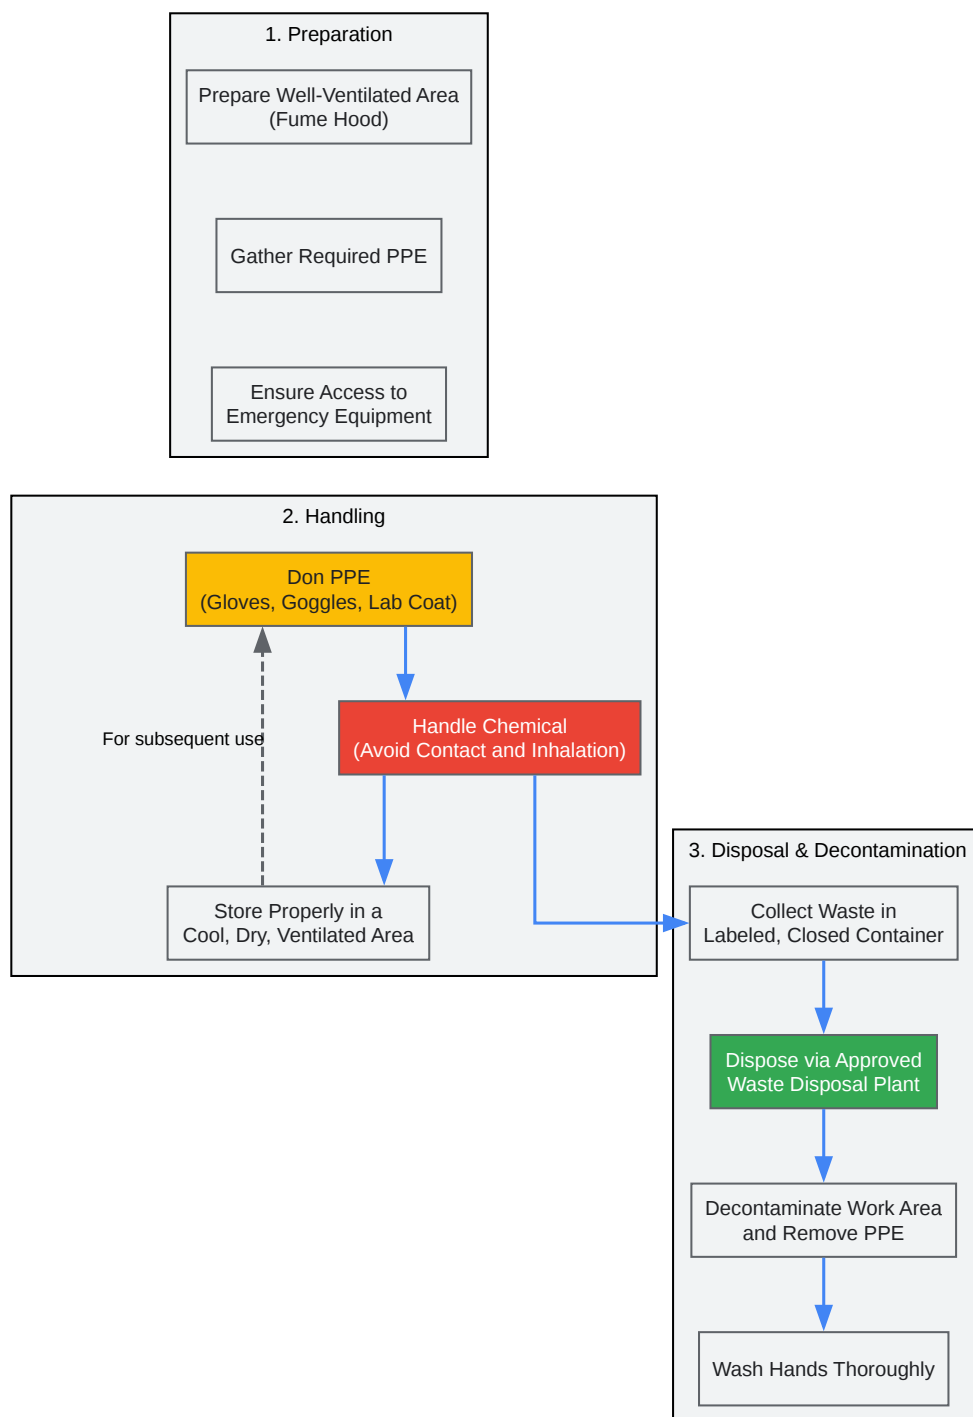 1. Preparation
Prepare Well-Ventilated Area
(Fume Hood)
Gather Required PPE
Ensure Access to
Emergency Equipment
2. Handling
Don PPE
(Gloves, Goggles, Lab Coat)
Handle Chemical
(Avoid Contact and Inhalation)
For subsequent use
Store Properly in a
Cool, Dry, Ventilated Area
3. Disposal & Decontamination
Collect Waste in
Labeled, Closed Container
Dispose via Approved
Waste Disposal Plant
Decontaminate Work Area
and Remove PPE
Wash Hands Thoroughly